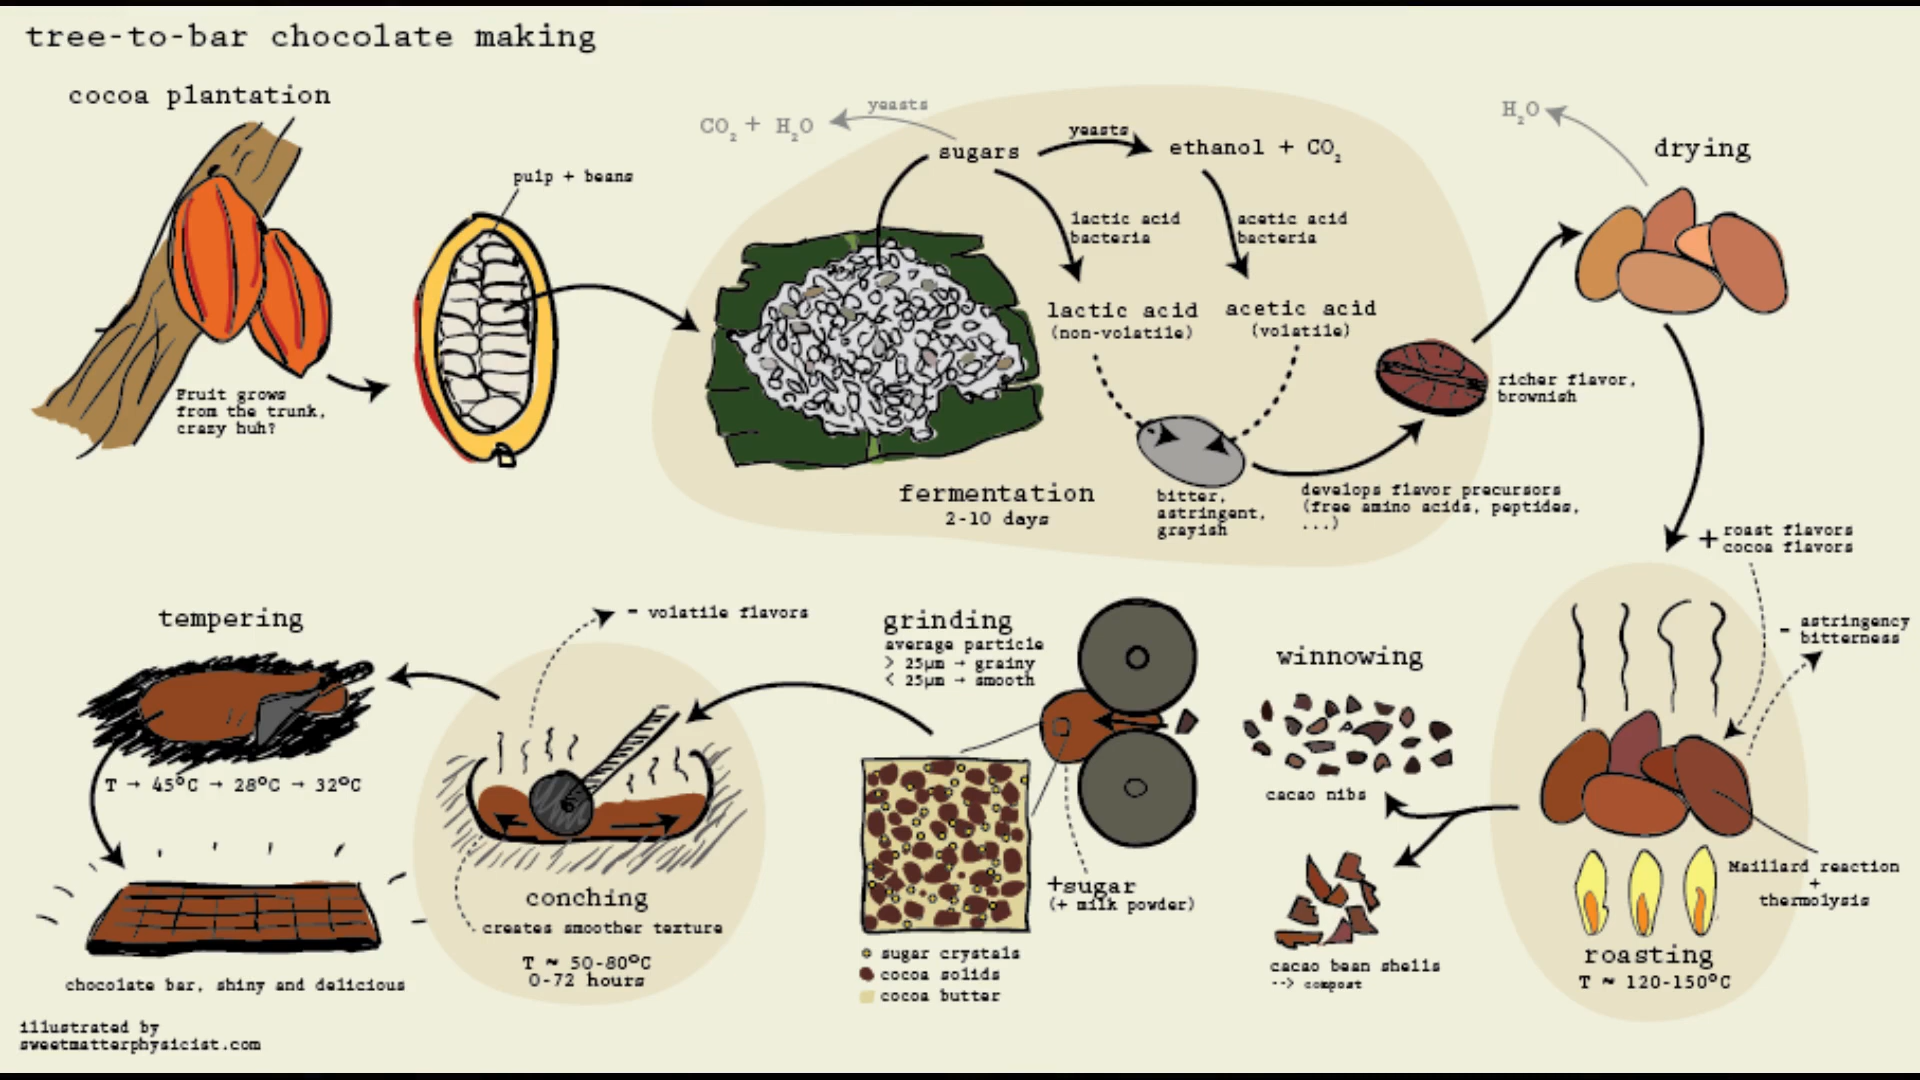 tree-to-bar chocolate making
cocoa plantation
Fruit grows
from the trunk,
crazy huh?
pulp + beans
CO₂ + H₂O
yeasts
sugars
yeasts
ethanol + CO₂
lactic acid
bacteria
acetic acid
bacteria
lactic acid
(non-volatile)
acetic acid
(volatile)
fermentation
2-10 days
bitter,
astringent,
grayish
develops flavor precursors
(free amino acids, peptides,
...)
richer flavor,
brownish
H₂O
drying
+ roast flavors
cocoa flavors
- astringency
bitterness
Maillard reaction
+
thermolysis
roasting
T ≈ 120-150ºC
winnowing
cacao nibs
cacao bean shells
--> compost
grinding
average particle
> 25µm → grainy
< 25µm → smooth
+sugar
(+ milk powder)
sugar crystals
cocoa solids
cocoa butter
- volatile flavors
conching
creates smoother texture
T ≈ 50-80ºC
0-72 hours
tempering
T → 45ºC → 28ºC → 32ºC
chocolate bar, shiny and delicious
illustrated by
sweetmatterphysicist.com